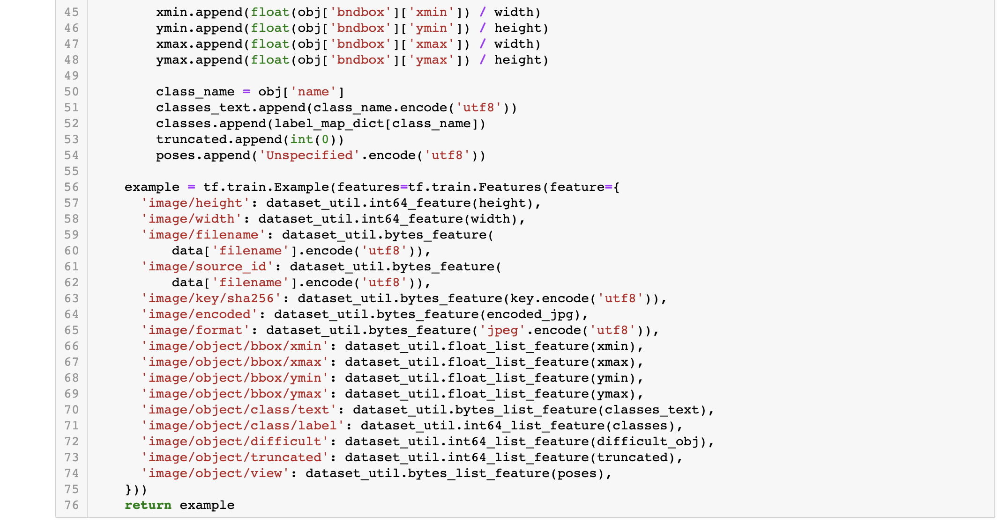 45 xmin.append(float(obj['bndbox']['xmin']) / width)
46 ymin.append(float(obj['bndbox']['ymin']) / height)
47 xmax.append(float(obj['bndbox']['xmax']) / width)
48 ymax.append(float(obj['bndbox']['ymax']) / height)
49
50 class_name = obj['name']
51 classes_text.append(class_name.encode('utf8'))
52 classes.append(label_map_dict[class_name])
53 truncated.append(int(0))
54 poses.append('Unspecified'.encode('utf8'))
55
56 example = tf.train.Example(features=tf.train.Features(feature={
57 'image/height': dataset_util.int64_feature(height),
58 'image/width': dataset_util.int64_feature(width),
59 'image/filename': dataset_util.bytes_feature(
60 data['filename'].encode('utf8')),
61 'image/source_id': dataset_util.bytes_feature(
62 data['filename'].encode('utf8')),
63 'image/key/sha256': dataset_util.bytes_feature(key.encode('utf8')),
64 'image/encoded': dataset_util.bytes_feature(encoded_jpg),
65 'image/format': dataset_util.bytes_feature('jpeg'.encode('utf8')),
66 'image/object/bbox/xmin': dataset_util.float_list_feature(xmin),
67 'image/object/bbox/xmax': dataset_util.float_list_feature(xmax),
68 'image/object/bbox/ymin': dataset_util.float_list_feature(ymin),
69 'image/object/bbox/ymax': dataset_util.float_list_feature(ymax),
70 'image/object/class/text': dataset_util.bytes_list_feature(classes_text),
71 'image/object/class/label': dataset_util.int64_list_feature(classes),
72 'image/object/difficult': dataset_util.int64_list_feature(difficult_obj),
73 'image/object/truncated': dataset_util.int64_list_feature(truncated),
74 'image/object/view': dataset_util.bytes_list_feature(poses),
75 }))
76 return example